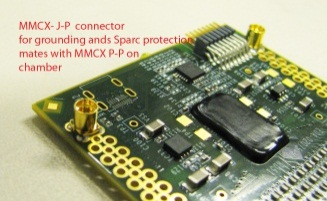 MMCX- J-P  connector
for grounding ands Sparc protection
mates with MMCX P-P on
chamber